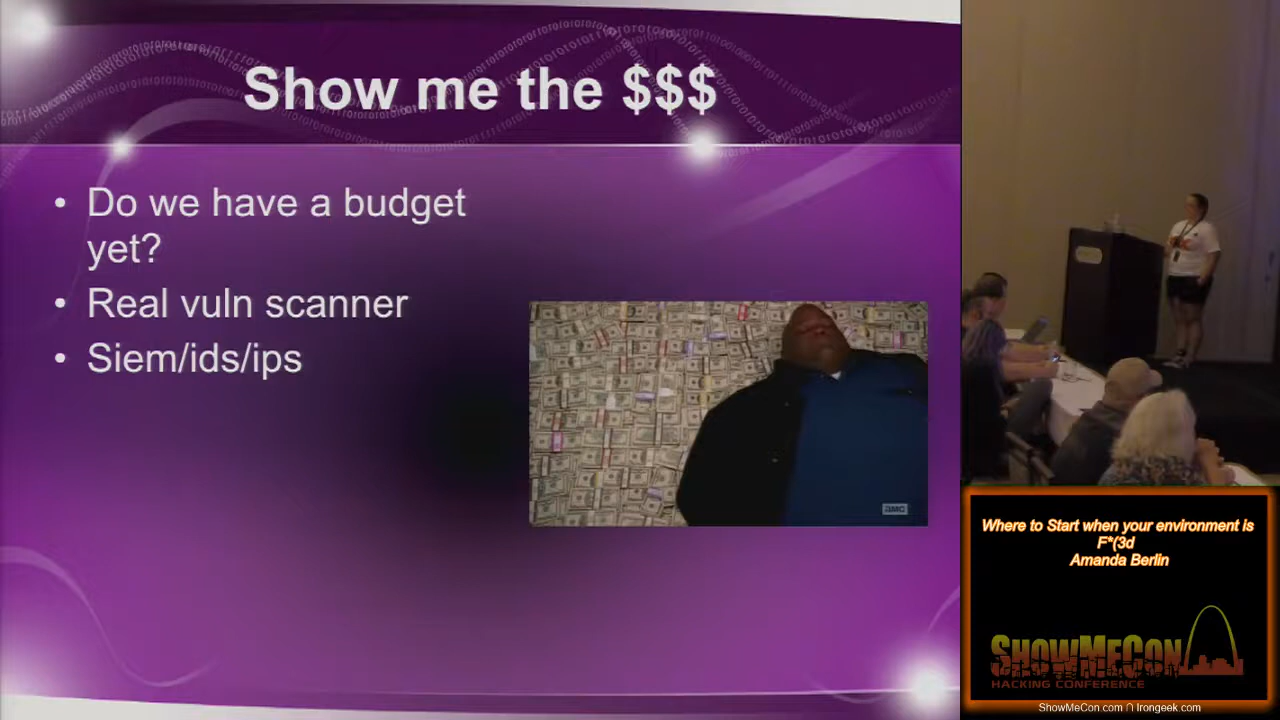 Show me the $$$
• Do we have a budget
yet?
• Real vuln scanner
• Siem/ids/ips
amc
Where to Start when your environment is
F*(3d
Amanda Berlin
ShowMeCon
HACKING CONFERENCE
ShowMeCon.com ∩ Irongeek.com